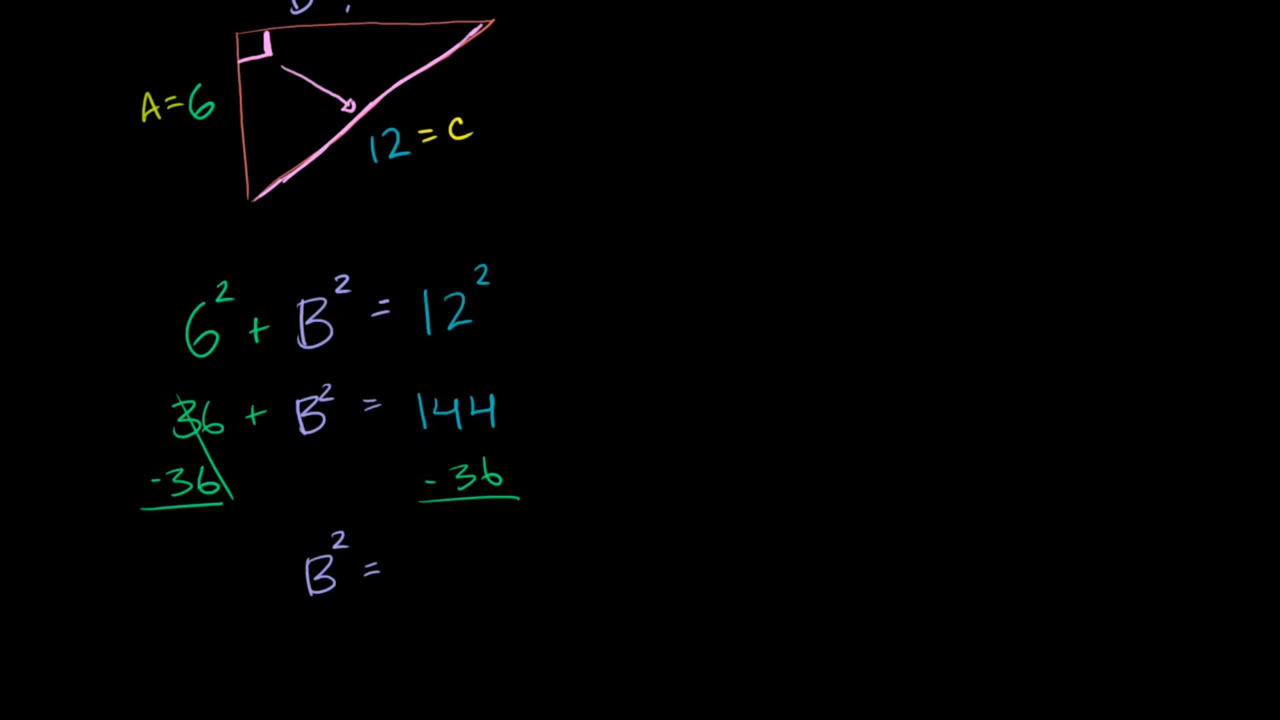 A=6
12 = C
6² + B² = 12²
36 + B² = 144
-36 -36
B² =